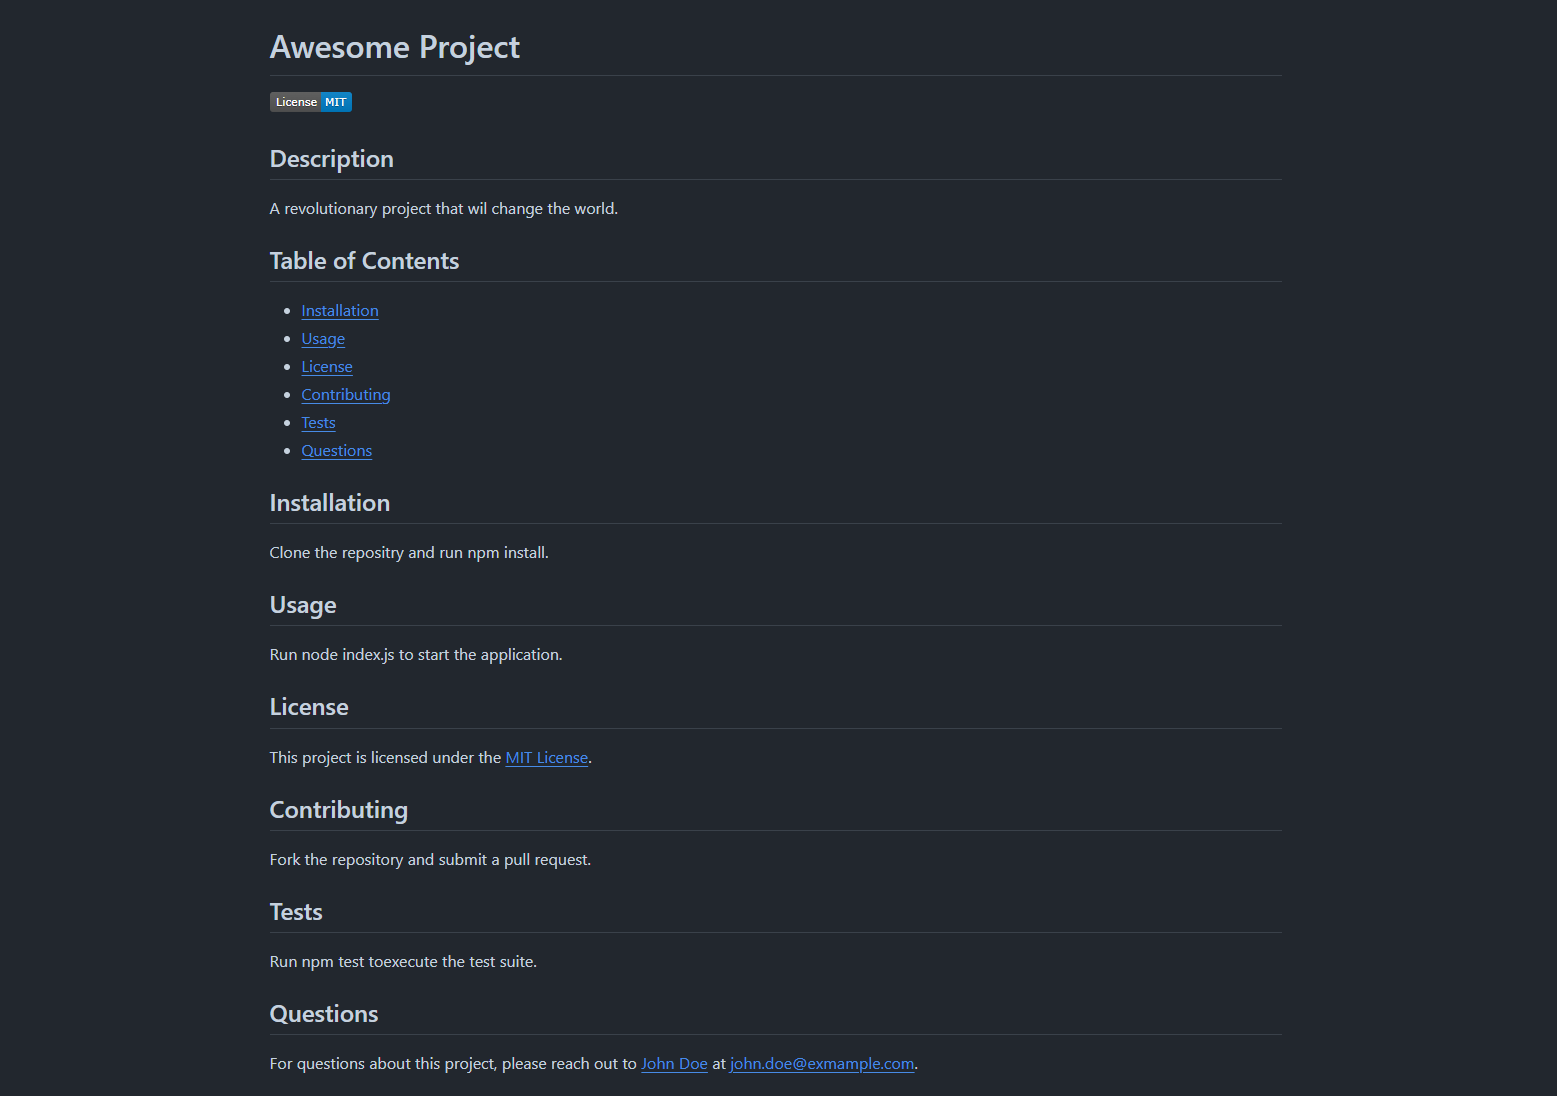 Awesome Project
License MIT
Description
A revolutionary project that wil change the world.
Table of Contents
Installation
Usage
License
Contributing
Tests
Questions
Installation
Clone the repositry and run npm install.
Usage
Run node index.js to start the application.
License
This project is licensed under the MIT License.
Contributing
Fork the repository and submit a pull request.
Tests
Run npm test toexecute the test suite.
Questions
For questions about this project, please reach out to John Doe at john.doe@exmample.com.